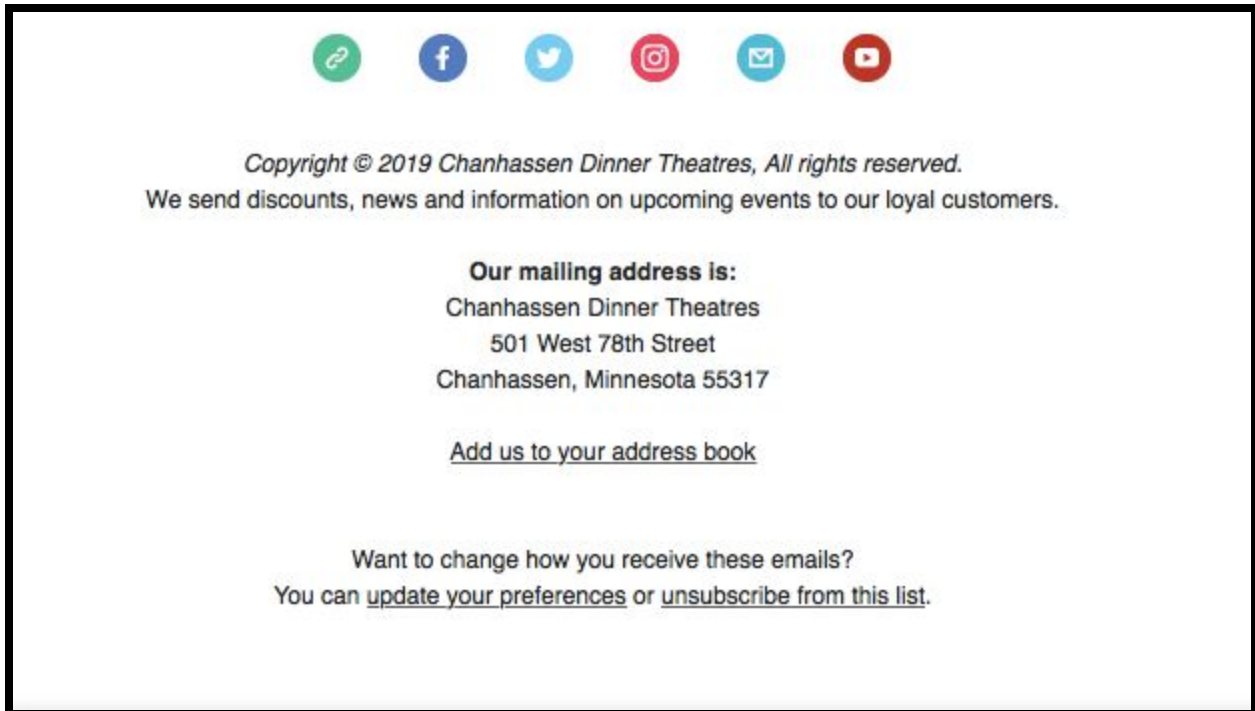 Copyright © 2019 Chanhassen Dinner Theatres, All rights reserved.
We send discounts, news and information on upcoming events to our loyal customers.
Our mailing address is:
Chanhassen Dinner Theatres
501 West 78th Street
Chanhassen, Minnesota 55317
Add us to your address book
Want to change how you receive these emails?
You can update your preferences or unsubscribe from this list.